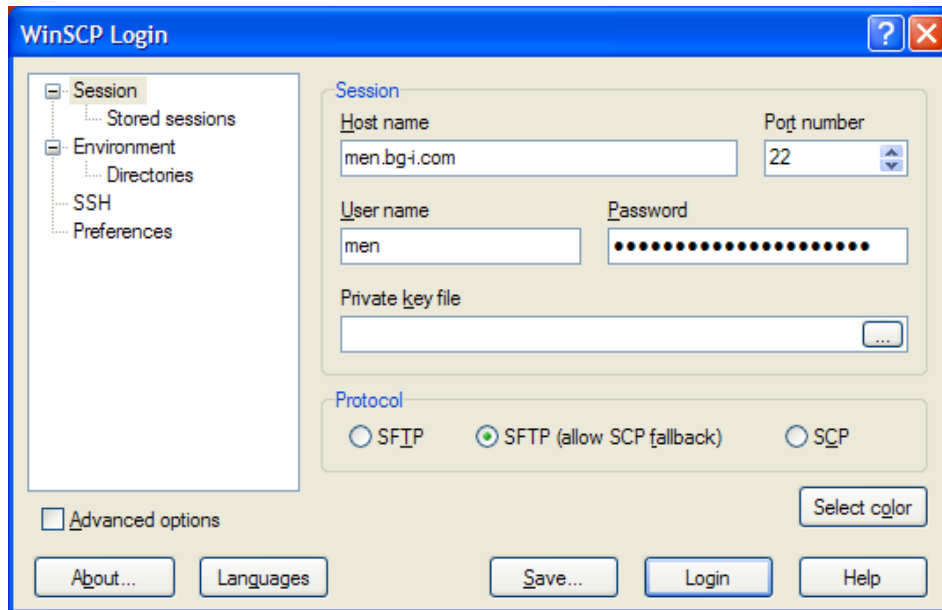 WinSCP Login
Session
Stored sessions
Environment
Directories
SSH
Preferences
Session
Host name Port number
men.bg-i.com 22
User name Password
men ●●●●●●●●●●●●●●●●●●●●●
Private key file
...
Protocol
SFTP SFTP (allow SCP fallback) SCP
Select color
Advanced options
About... Languages Save... Login Help